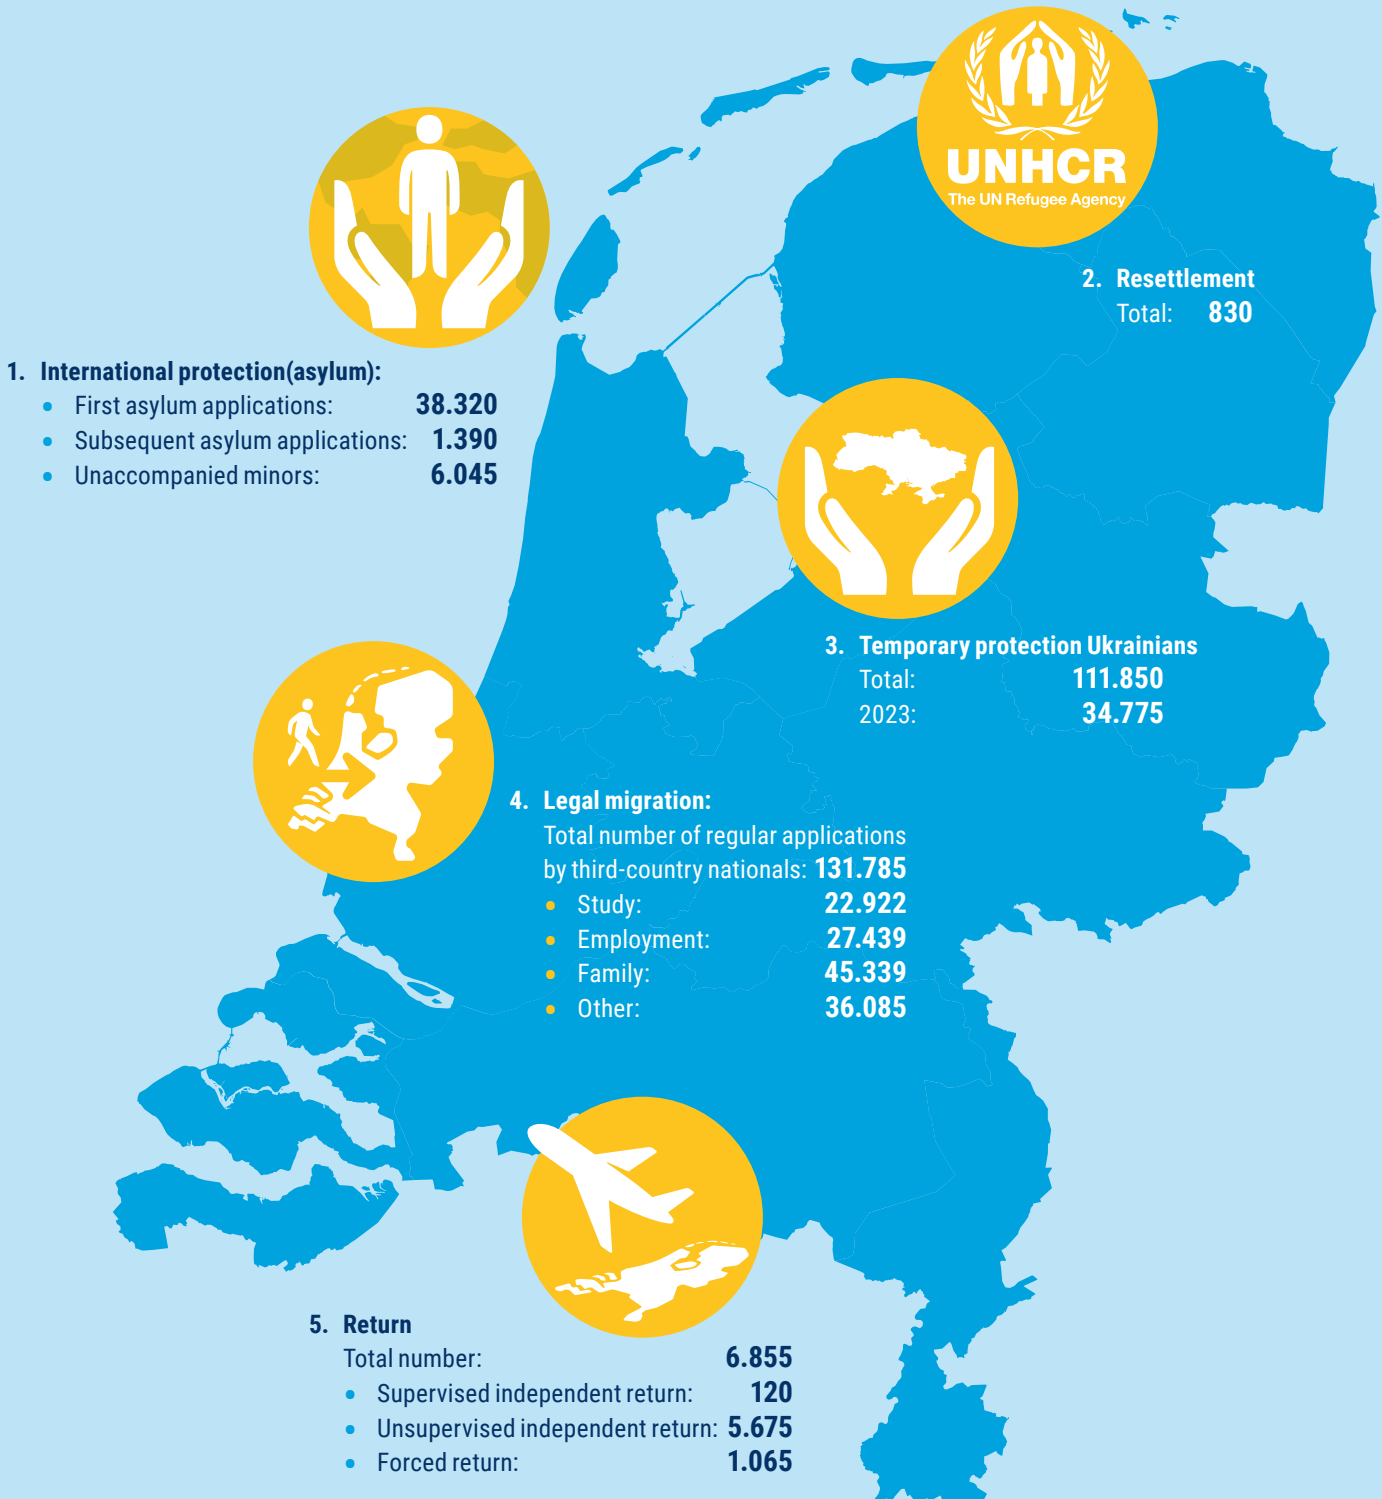 UNHCR
The UN Refugee Agency
1. International protection(asylum):
• First asylum applications: 38.320
• Subsequent asylum applications: 1.390
• Unaccompanied minors: 6.045
2. Resettlement
Total: 830
3. Temporary protection Ukrainians
Total: 111.850
2023: 34.775
4. Legal migration:
Total number of regular applications
by third-country nationals: 131.785
• Study: 22.922
• Employment: 27.439
• Family: 45.339
• Other: 36.085
5. Return
Total number: 6.855
• Supervised independent return: 120
• Unsupervised independent return: 5.675
• Forced return: 1.065